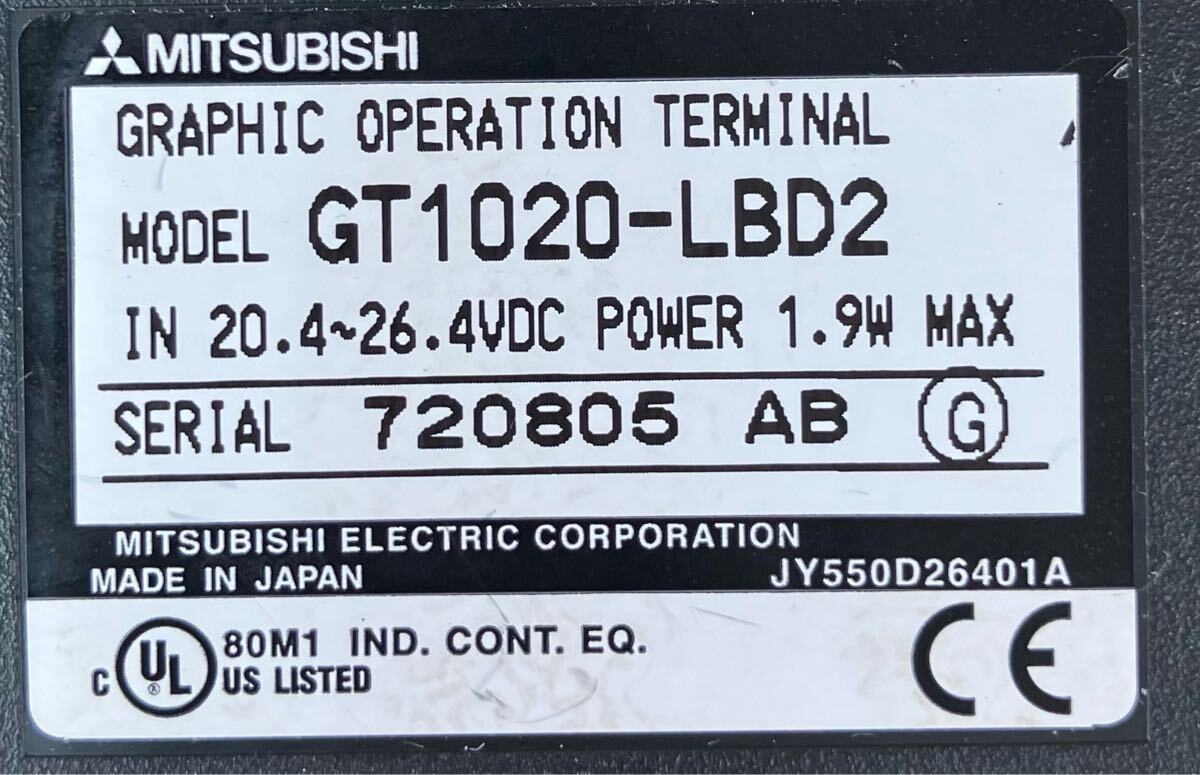 MITSUBISHI
GRAPHIC OPERATION TERMINAL
MODEL GT1020-LBD2
IN 20.4~26.4VDC POWER 1.9W MAX
SERIAL 720805 AB G
MITSUBISHI ELECTRIC CORPORATION
MADE IN JAPAN JY550D26401A
C UL ® 80M1 IND. CONT. EQ.
US LISTED
CE